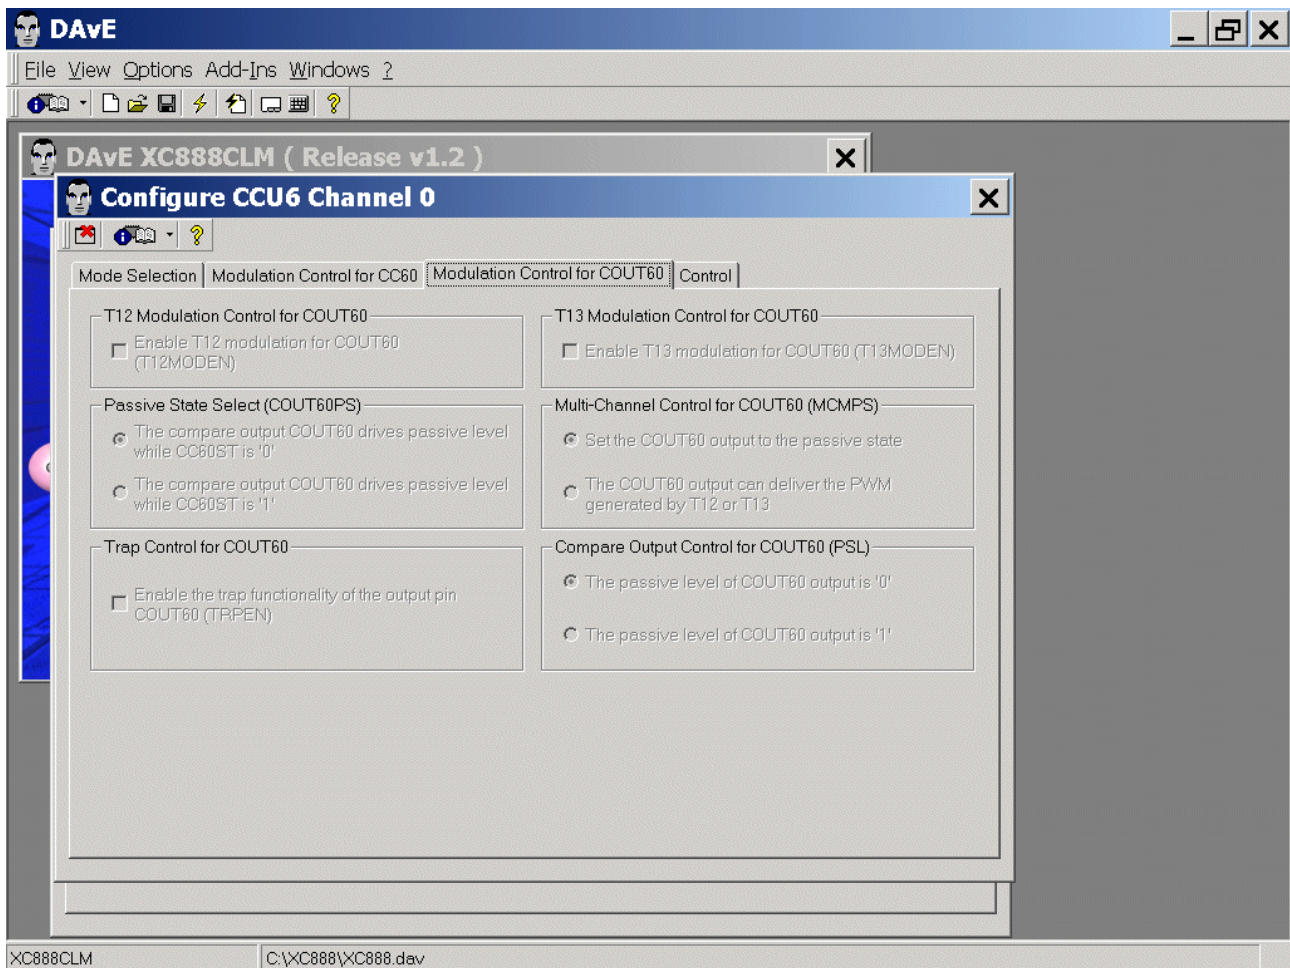 DAvE
File View Options Add-Ins Windows ?
DAvE XC888CLM ( Release v1.2 )
Configure CCU6 Channel 0
Mode Selection Modulation Control for CC60 Modulation Control for COUT60 Control
T12 Modulation Control for COUT60
Enable T12 modulation for COUT60
(T12MODEN)
T13 Modulation Control for COUT60
Enable T13 modulation for COUT60 (T13MODEN)
Passive State Select (COUT60PS)
The compare output COUT60 drives passive level
while CC60ST is '0'
The compare output COUT60 drives passive level
while CC60ST is '1'
Multi-Channel Control for COUT60 (MCMPS)
Set the COUT60 output to the passive state
The COUT60 output can deliver the PWM
generated by T12 or T13
Trap Control for COUT60
Enable the trap functionality of the output pin
COUT60 (TRPEN)
Compare Output Control for COUT60 (PSL)
The passive level of COUT60 output is '0'
The passive level of COUT60 output is '1'
XC888CLM C:\XC888\XC888.dav